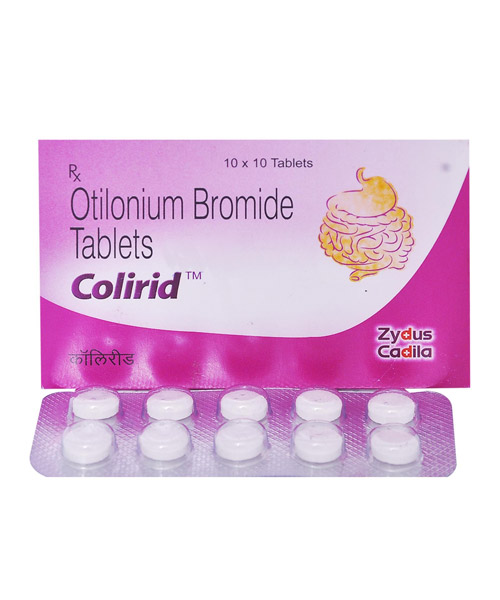 10 x 10 Tablets
Rx
Otilonium Bromide
Tablets
Colirid™
कॉलिरीड
Zydus
Cadila